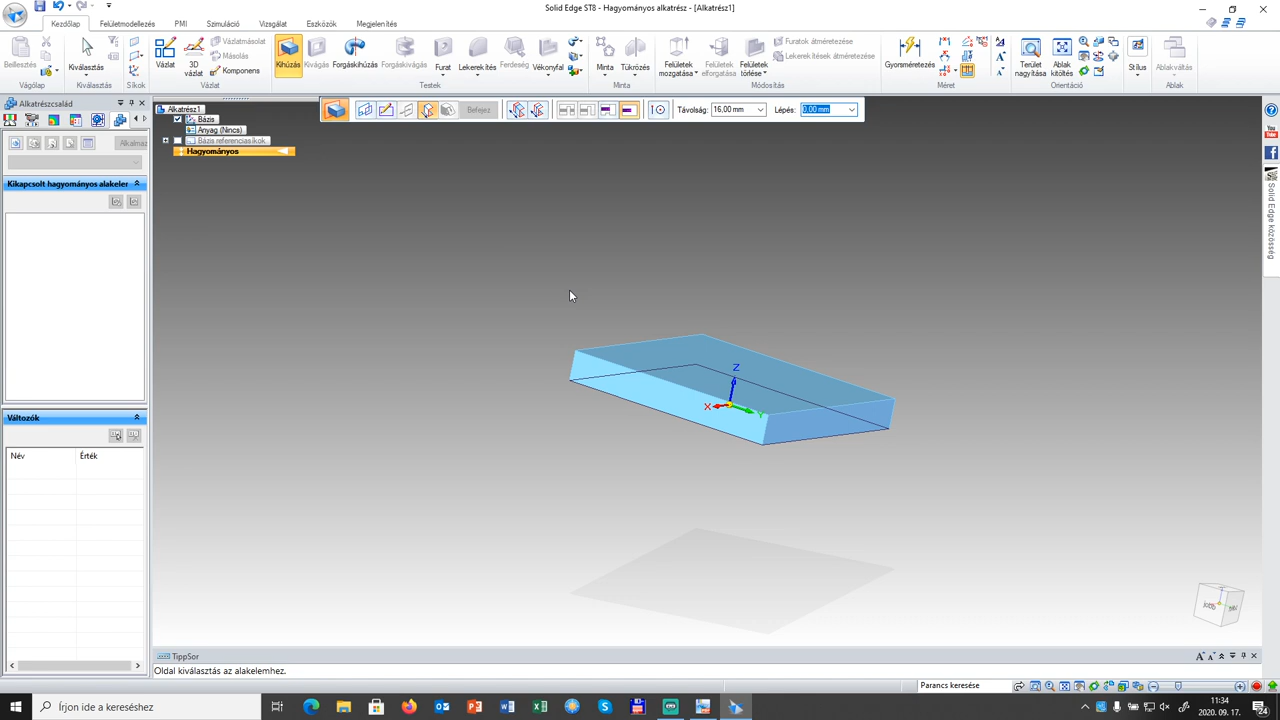 Solid Edge ST8 - Hagyományos alkatrész - [Alkatrész1]
Kezdőlap
Felületmodellezés
PMI
Szimuláció
Vizsgálat
Eszközök
Megjelenítés
Beillesztés
Kiválasztás
Vázlat
3D vázlat
Vázlatmásolat
Másolás
Komponens
Kihúzás
Kivágás
Forgáskihúzás
Forgáskivágás
Furat
Ferdeség
Lekerekítés
Vékonyfal
Minta
Tükrözés
Felületek mozgatása
Felületek elforgatása
Felületek törlése
Furatok átméretezése
Lekerekítések átméretezése
Gyorsméretezés
Terület nagyítása
Ablak kitöltés
Stílus
Ablakváltás
Vágólap
Kiválasztás
Síkok
Vázlat
Testek
Minta
Módosítás
Méret
Orientáció
Ablak
Alkatrészcsalád
Alkatrész1
Bázis
Anyag (Nincs)
Bázis referenciasíkok
Hagyományos
Befejez
Távolság:
16,00 mm
Lépés:
0,00 mm
Alkalmaz
Kikapcsolt hagyományos alakeler
Változók
Név
Érték
Z
X
Y
Solid Edge közösség
TippSor
Oldal kiválasztás az alakelemhez.
Parancs keresése
Írjon ide a kereséshez
11:34
2020. 09. 17.
24